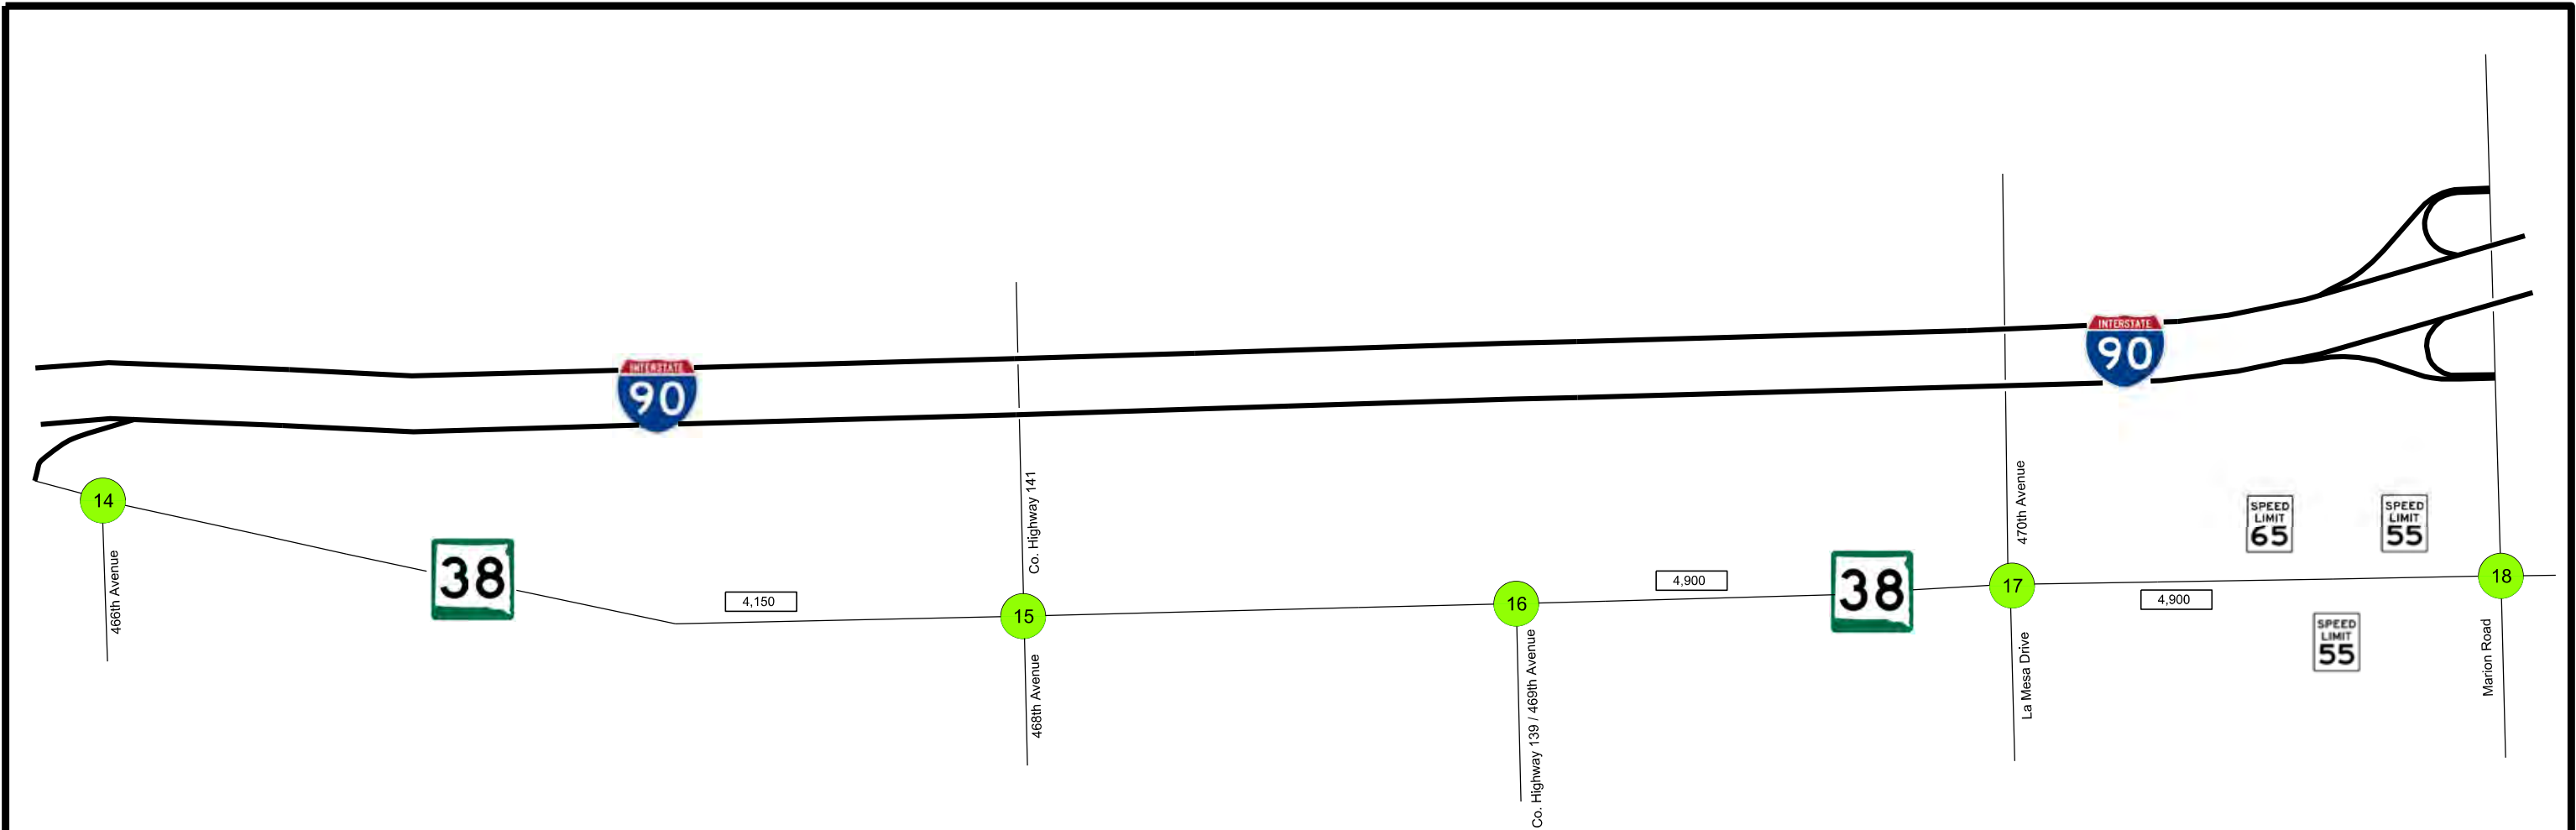 INTERSTATE
90
INTERSTATE
90
14
466th Avenue
38
4,150
Co. Highway 141
15
468th Avenue
16
Co. Highway 139 / 469th Avenue
4,900
38
470th Avenue
17
La Mesa Drive
4,900
SPEED
LIMIT
65
SPEED
LIMIT
55
SPEED
LIMIT
55
18
Marion Road